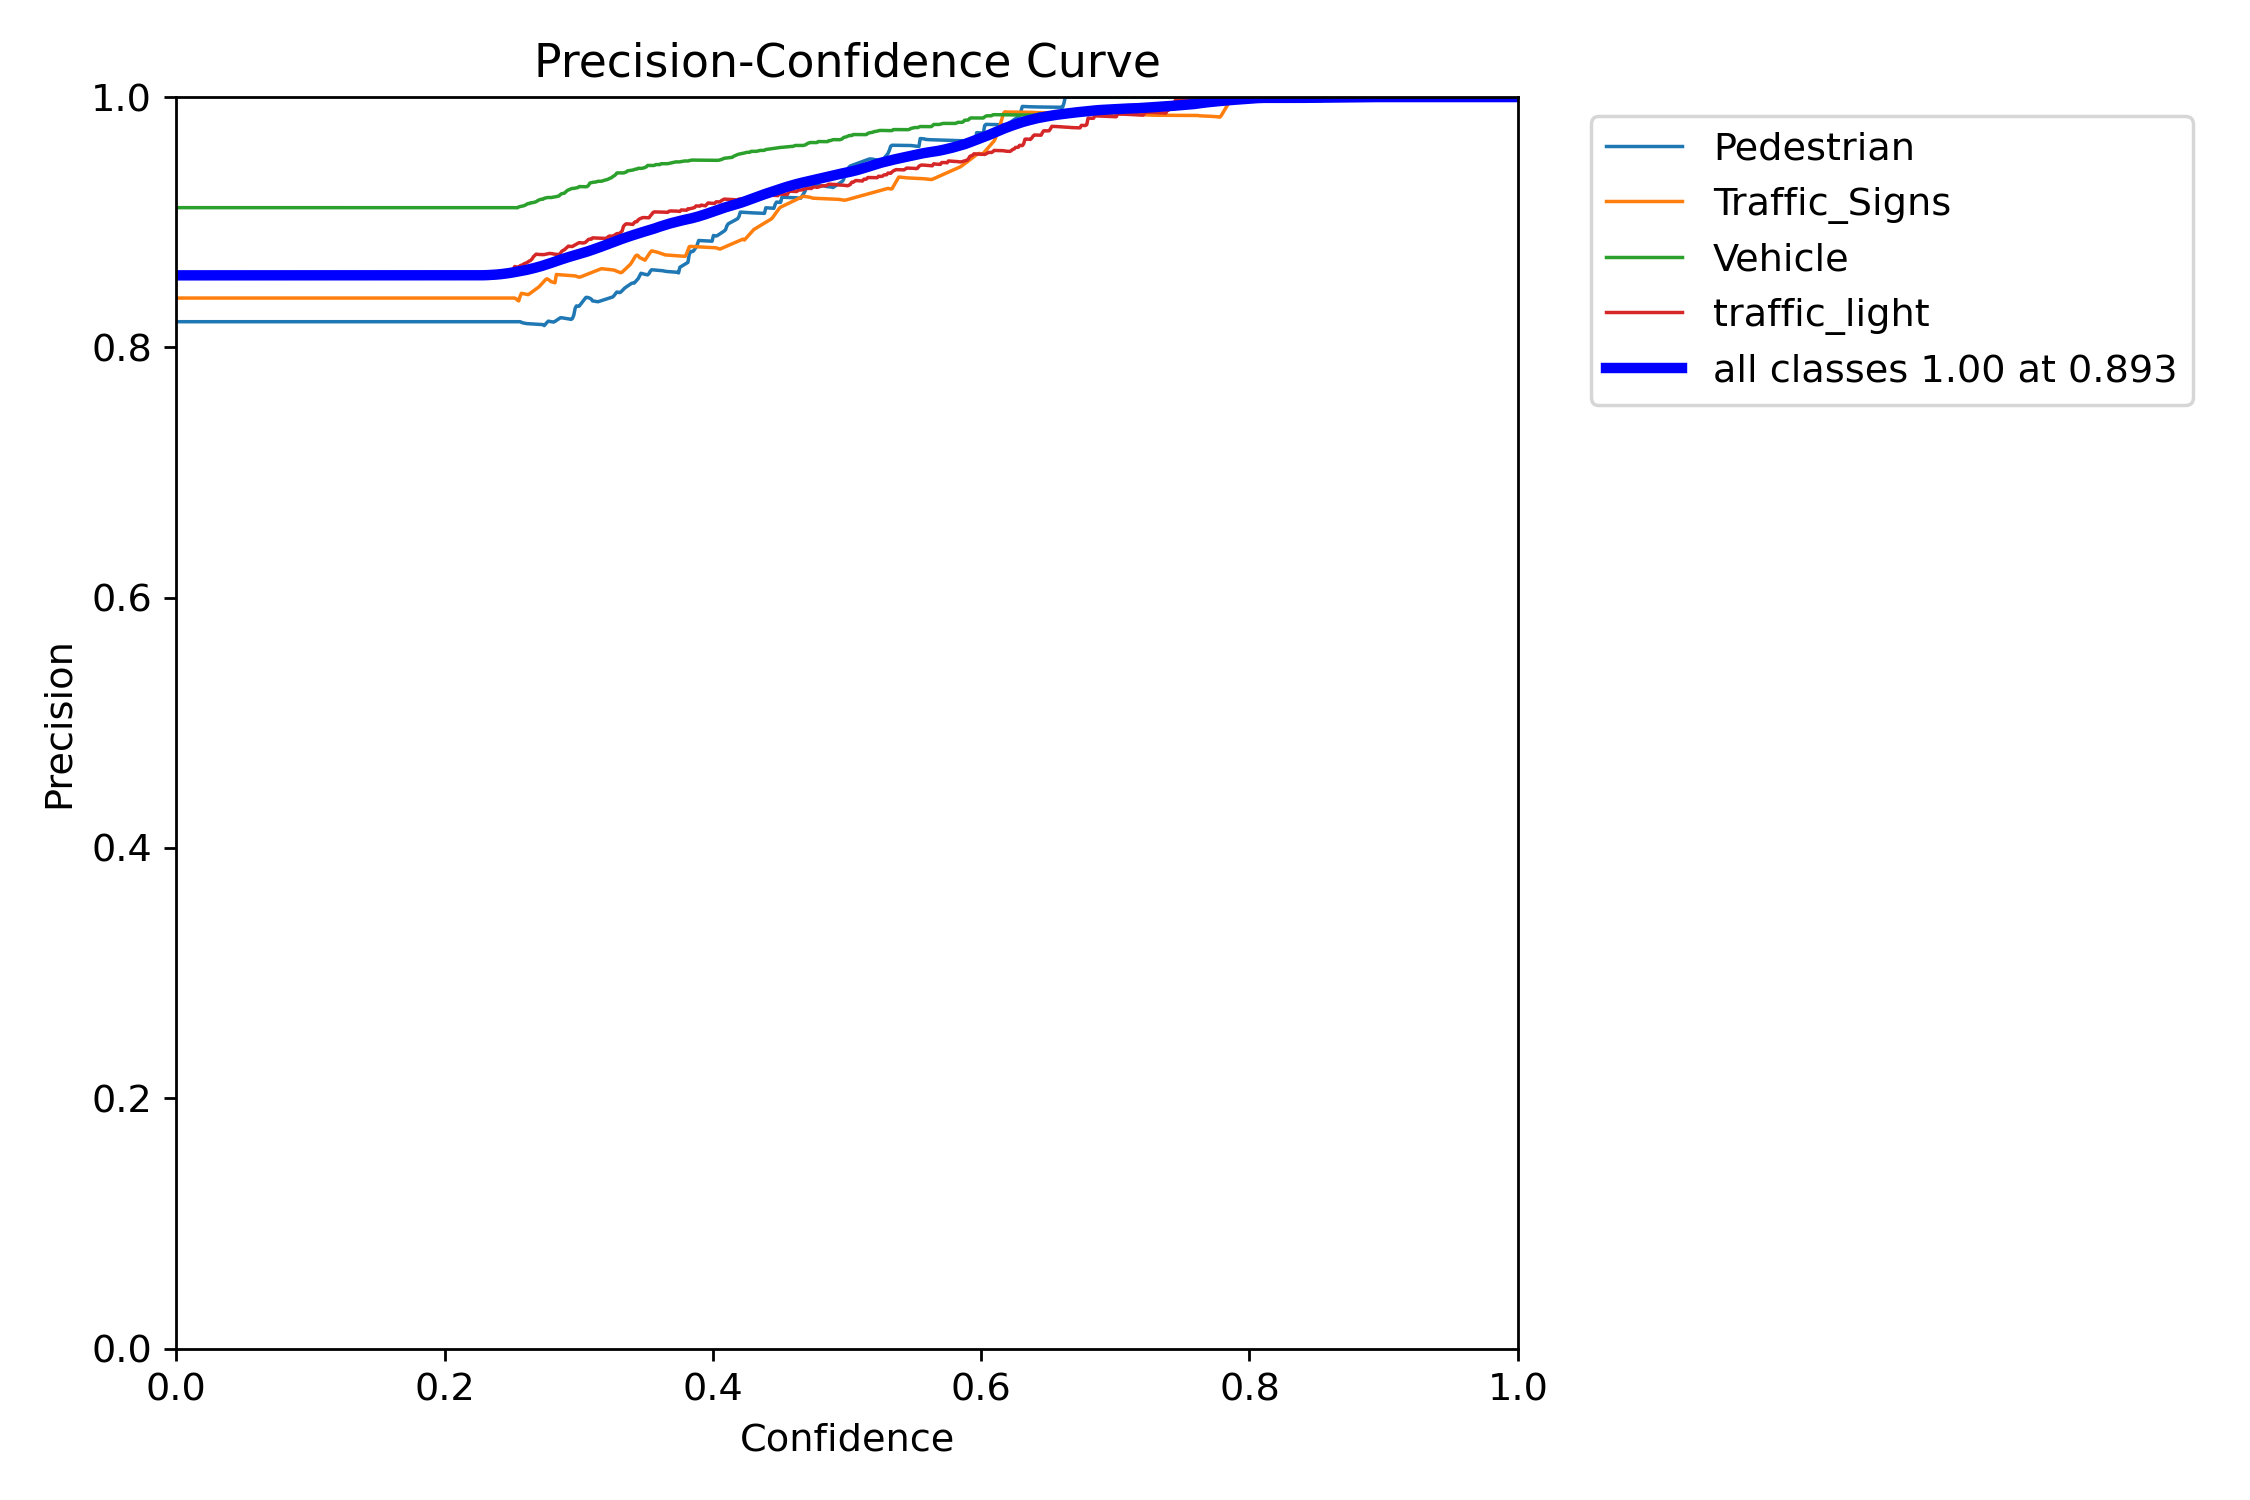 Precision-Confidence Curve
1.0
0.8
0.6
0.4
0.2
0.0
Precision
0.0 0.2 0.4 0.6 0.8 1.0
Confidence
Pedestrian
Traffic_Signs
Vehicle
traffic_light
all classes 1.00 at 0.893